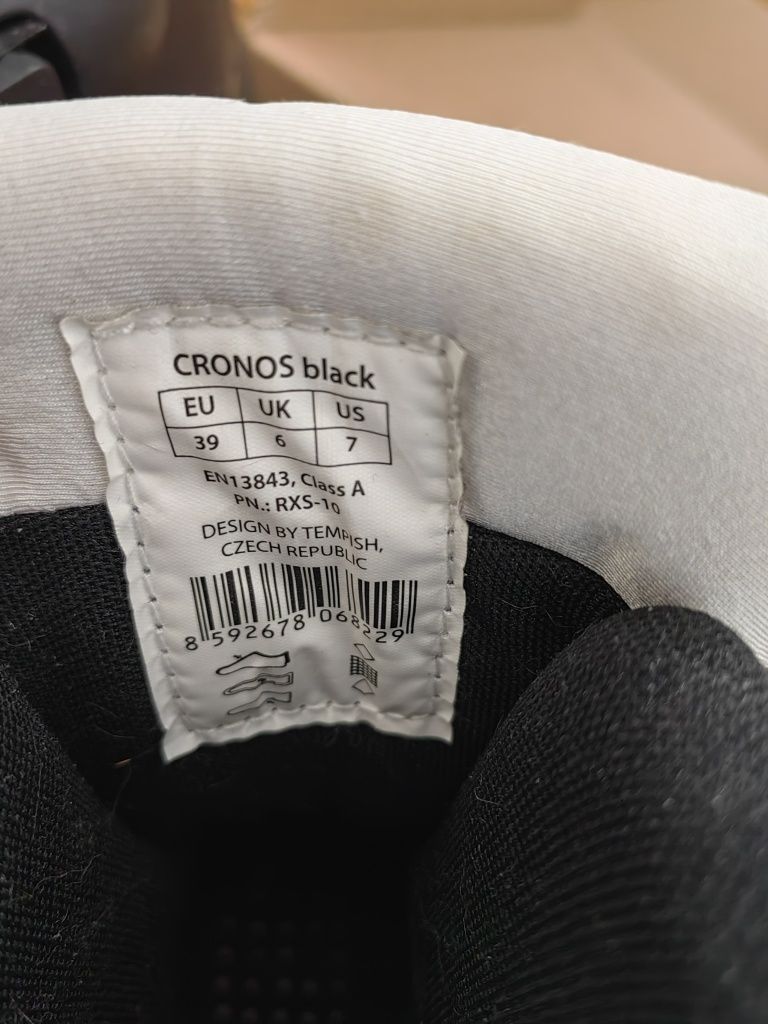 CRONOS black
EU UK US
39 6 7
EN13843, Class A
PN.: RXS-10
DESIGN BY TEMPISH,
CZECH REPUBLIC
8 592678 068229